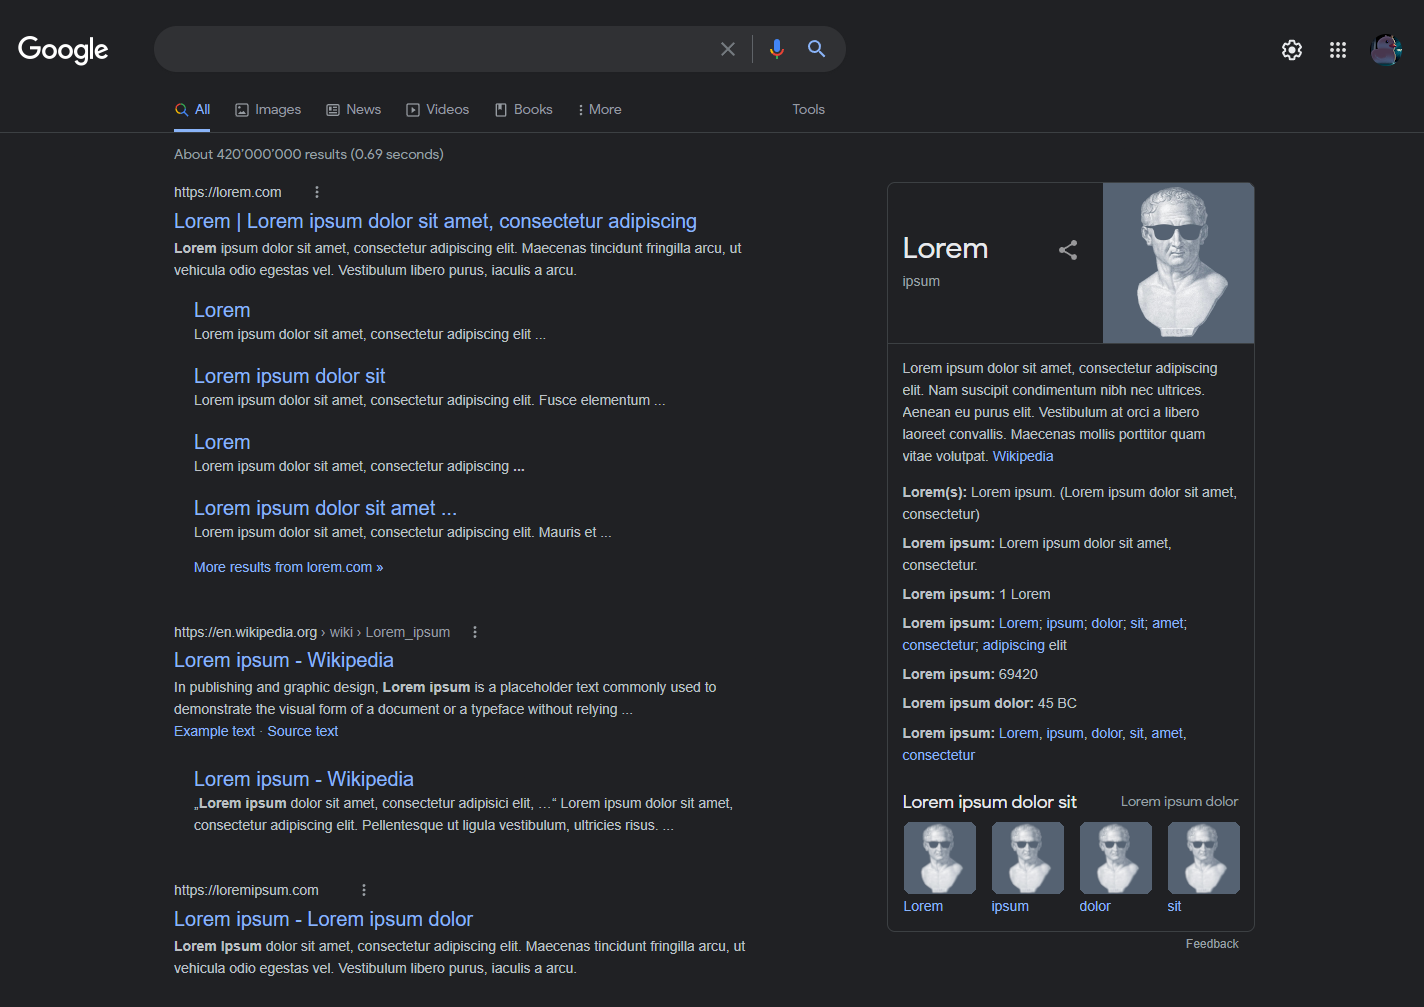 Google
All
Images
News
Videos
Books
More
Tools
About 420’000’000 results (0.69 seconds)
https://lorem.com
Lorem | Lorem ipsum dolor sit amet, consectetur adipiscing
Lorem ipsum dolor sit amet, consectetur adipiscing elit. Maecenas tincidunt fringilla arcu, ut
vehicula odio egestas vel. Vestibulum libero purus, iaculis a arcu.
Lorem
Lorem ipsum dolor sit amet, consectetur adipiscing elit ...
Lorem ipsum dolor sit
Lorem ipsum dolor sit amet, consectetur adipiscing elit. Fusce elementum ...
Lorem
Lorem ipsum dolor sit amet, consectetur adipiscing ...
Lorem ipsum dolor sit amet ...
Lorem ipsum dolor sit amet, consectetur adipiscing elit. Mauris et ...
More results from lorem.com »
https://en.wikipedia.org › wiki › Lorem_ipsum
Lorem ipsum - Wikipedia
In publishing and graphic design, Lorem ipsum is a placeholder text commonly used to
demonstrate the visual form of a document or a typeface without relying ...
Example text · Source text
Lorem ipsum - Wikipedia
„Lorem ipsum dolor sit amet, consectetur adipisici elit, …“ Lorem ipsum dolor sit amet,
consectetur adipiscing elit. Pellentesque ut ligula vestibulum, ultricies risus. ...
https://loremipsum.com
Lorem ipsum - Lorem ipsum dolor
Lorem Ipsum dolor sit amet, consectetur adipiscing elit. Maecenas tincidunt fringilla arcu, ut
vehicula odio egestas vel. Vestibulum libero purus, iaculis a arcu.
Lorem
ipsum
Lorem ipsum dolor sit amet, consectetur adipiscing
elit. Nam suscipit condimentum nibh nec ultrices.
Aenean eu purus elit. Vestibulum at orci a libero
laoreet convallis. Maecenas mollis porttitor quam
vitae volutpat. Wikipedia
Lorem(s): Lorem ipsum. (Lorem ipsum dolor sit amet,
consectetur)
Lorem ipsum: Lorem ipsum dolor sit amet,
consectetur.
Lorem ipsum: 1 Lorem
Lorem ipsum: Lorem; ipsum; dolor; sit; amet;
consectetur; adipiscing elit
Lorem ipsum: 69420
Lorem ipsum dolor: 45 BC
Lorem ipsum: Lorem, ipsum, dolor, sit, amet,
consectetur
Lorem ipsum dolor sit
Lorem ipsum dolor
Lorem
ipsum
dolor
sit
Feedback